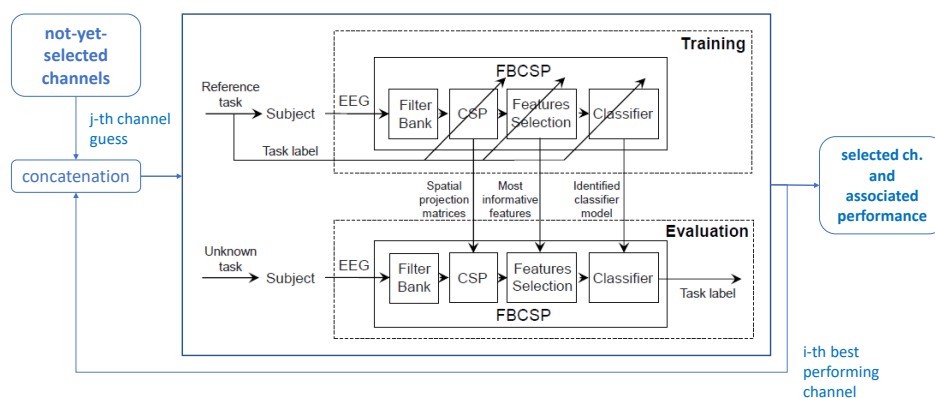 not-yet-
selected
channels
j-th channel
guess
concatenation
Training
FBCSP
Reference
task
Subject
EEG
Filter
Bank
CSP
Features
Selection
Classifier
Task label
Spatial
projection
matrices
Most
informative
features
Identified
classifier
model
Evaluation
Unknown
task
Subject
EEG
Filter
Bank
CSP
Features
Selection
Classifier
Task label
FBCSP
selected ch.
and
associated
performance
i-th best
performing
channel